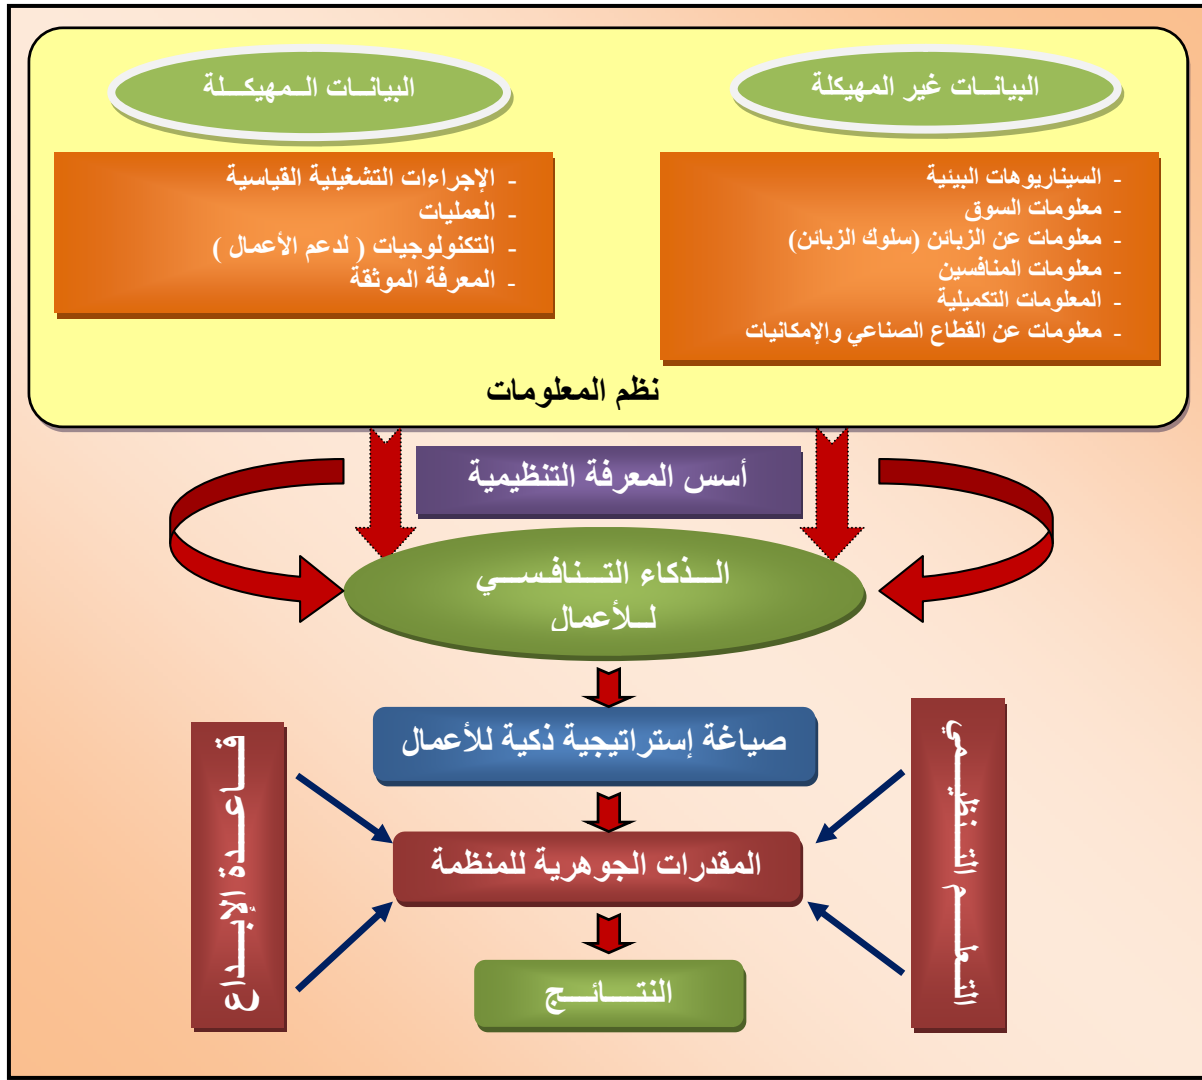 البيانات غير المهيكلة
- السيناريوهات البيئية
- معلومات السوق
- معلومات عن الزبائن (سلوك الزبائن)
- معلومات المنافسين
- المعلومات التكميلية
- معلومات عن القطاع الصناعي والإمكانيات
البيانات المهيكلة
- الإجراءات التشغيلية القياسية
- العمليات
- التكنولوجيات ( لدعم الأعمال )
- المعرفة الموثقة
نظم المعلومات
أسس المعرفة التنظيمية
الذكاء التنافسي
للأعمال
صياغة إستراتيجية ذكية للأعمال
التعلم التنظيمي
المقدرات الجوهرية للمنظمة
قاعدة الإبداع
النتائج